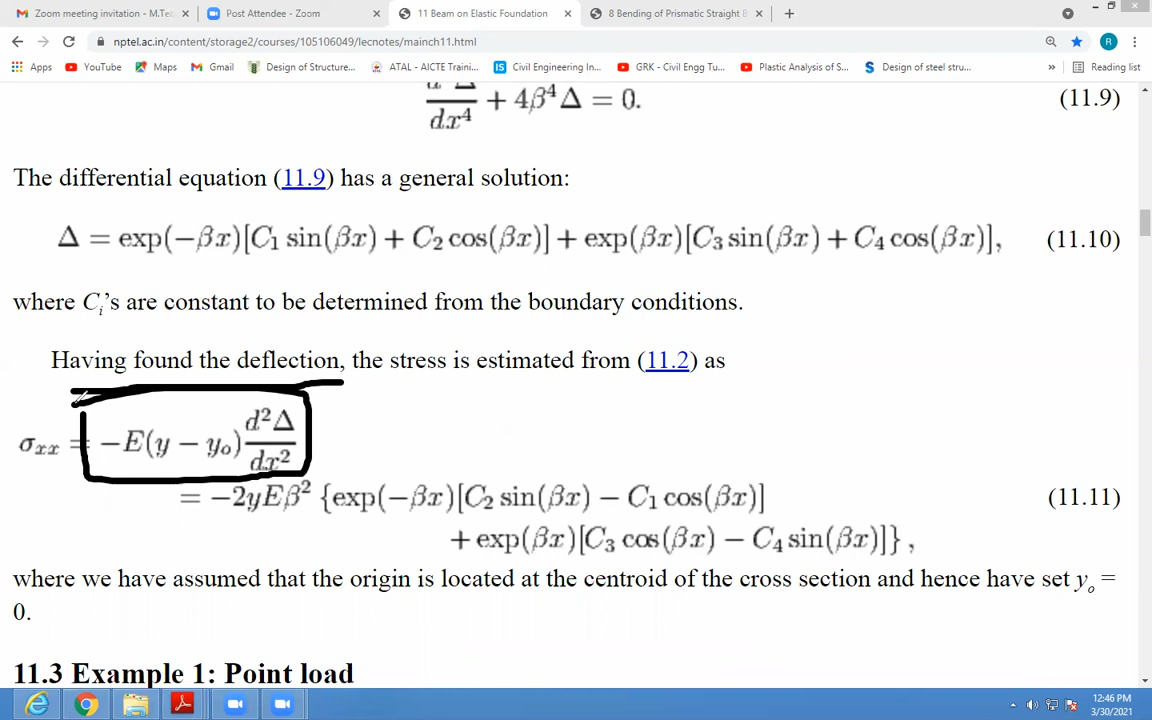 Zoom meeting invitation - M.Te
Post Attendee - Zoom
11 Beam on Elastic Foundation
8 Bending of Prismatic Straight B
nptel.ac.in/content/storage2/courses/105106049/lecnotes/mainch11.html
R
Apps YouTube Maps Gmail Design of Structure... ATAL - AICTE Traini... Civil Engineering In... GRK - Civil Engg Tu... Plastic Analysis of S... Design of steel stru... » Reading list
d⁴Δ/dx⁴ + 4β⁴Δ = 0. (11.9)
The differential equation (11.9) has a general solution:
Δ = exp(−βx)[C₁ sin(βx) + C₂ cos(βx)] + exp(βx)[C₃ sin(βx) + C₄ cos(βx)], (11.10)
where Cᵢ's are constant to be determined from the boundary conditions.
Having found the deflection, the stress is estimated from (11.2) as
σxx = −E(y − yo) d²Δ/dx²
= −2yEβ² {exp(−βx)[C₂ sin(βx) − C₁ cos(βx)] (11.11)
+ exp(βx)[C₃ cos(βx) − C₄ sin(βx)]} ,
where we have assumed that the origin is located at the centroid of the cross section and hence have set yo =
0.
11.3 Example 1: Point load
12:46 PM
3/30/2021